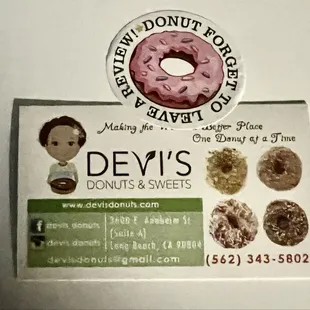 DONUT FORGET TO LEAVE A REVIEW!
Making the Better Place
One Donut at a Time
DEVI'S
DONUTS & SWEETS
www.devisdonuts.com
devis donuts
devis donuts
3600 E. Anaheim St
(Suite A)
Long Beach, CA 90804
devisdonuts@gmail.com
(562) 343-5802